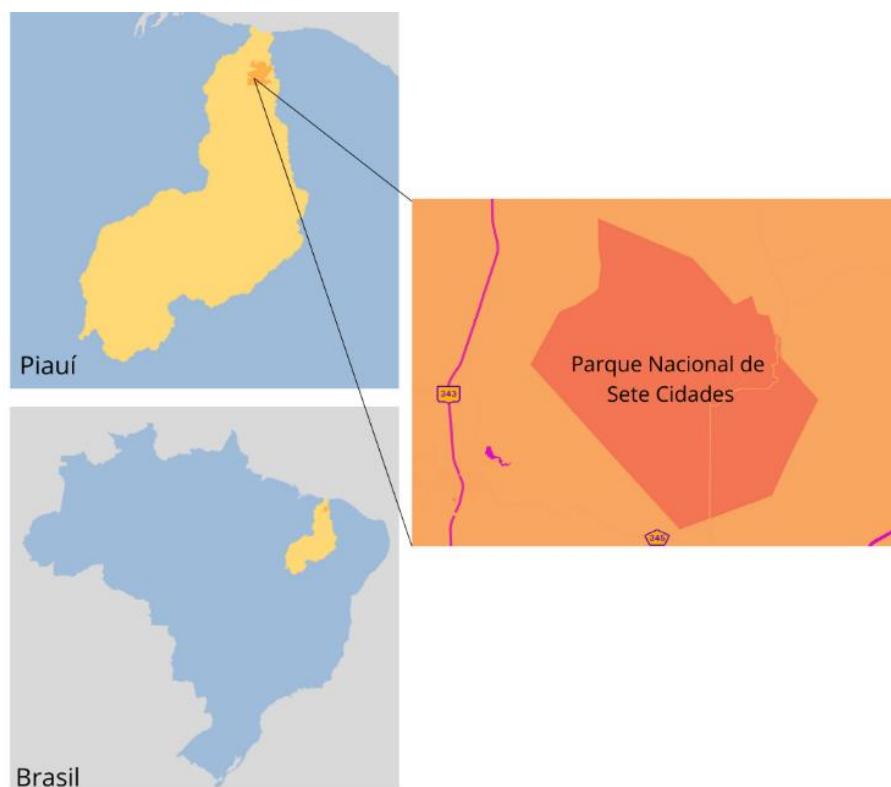 Piauí
Parque Nacional de
Sete Cidades
343
345
Brasil